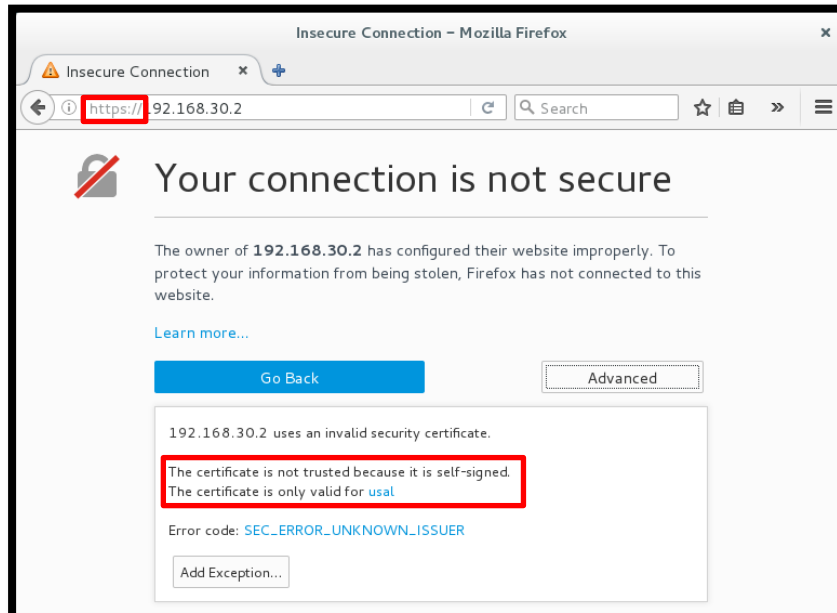 Insecure Connection – Mozilla Firefox ×
Insecure Connection ×
https://192.168.30.2 Search »
Your connection is not secure
The owner of 192.168.30.2 has configured their website improperly. To
protect your information from being stolen, Firefox has not connected to this
website.
Learn more...
Go Back Advanced
192.168.30.2 uses an invalid security certificate.
The certificate is not trusted because it is self-signed.
The certificate is only valid for usal
Error code: SEC_ERROR_UNKNOWN_ISSUER
Add Exception...